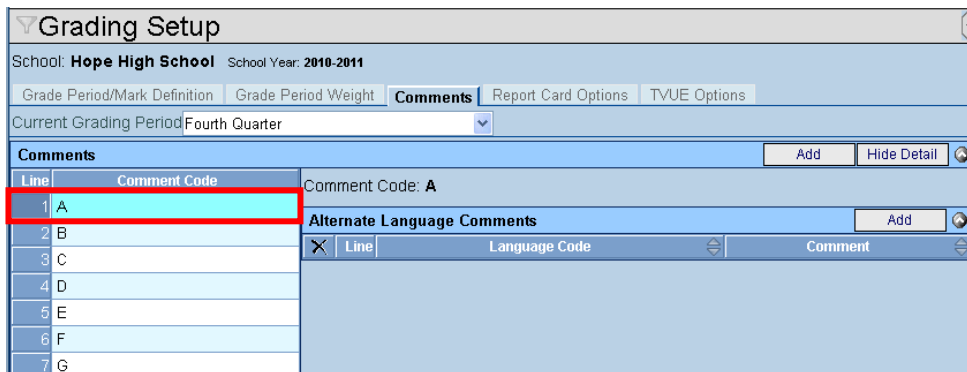 Grading Setup
School: Hope High School School Year: 2010-2011
Grade Period/Mark Definition Grade Period Weight Comments Report Card Options TVUE Options
Current Grading Period Fourth Quarter
Comments Add Hide Detail
Line Comment Code
Comment Code: A
1 A
Alternate Language Comments Add
2 B
X Line Language Code Comment
3 C
4 D
5 E
6 F
7 G